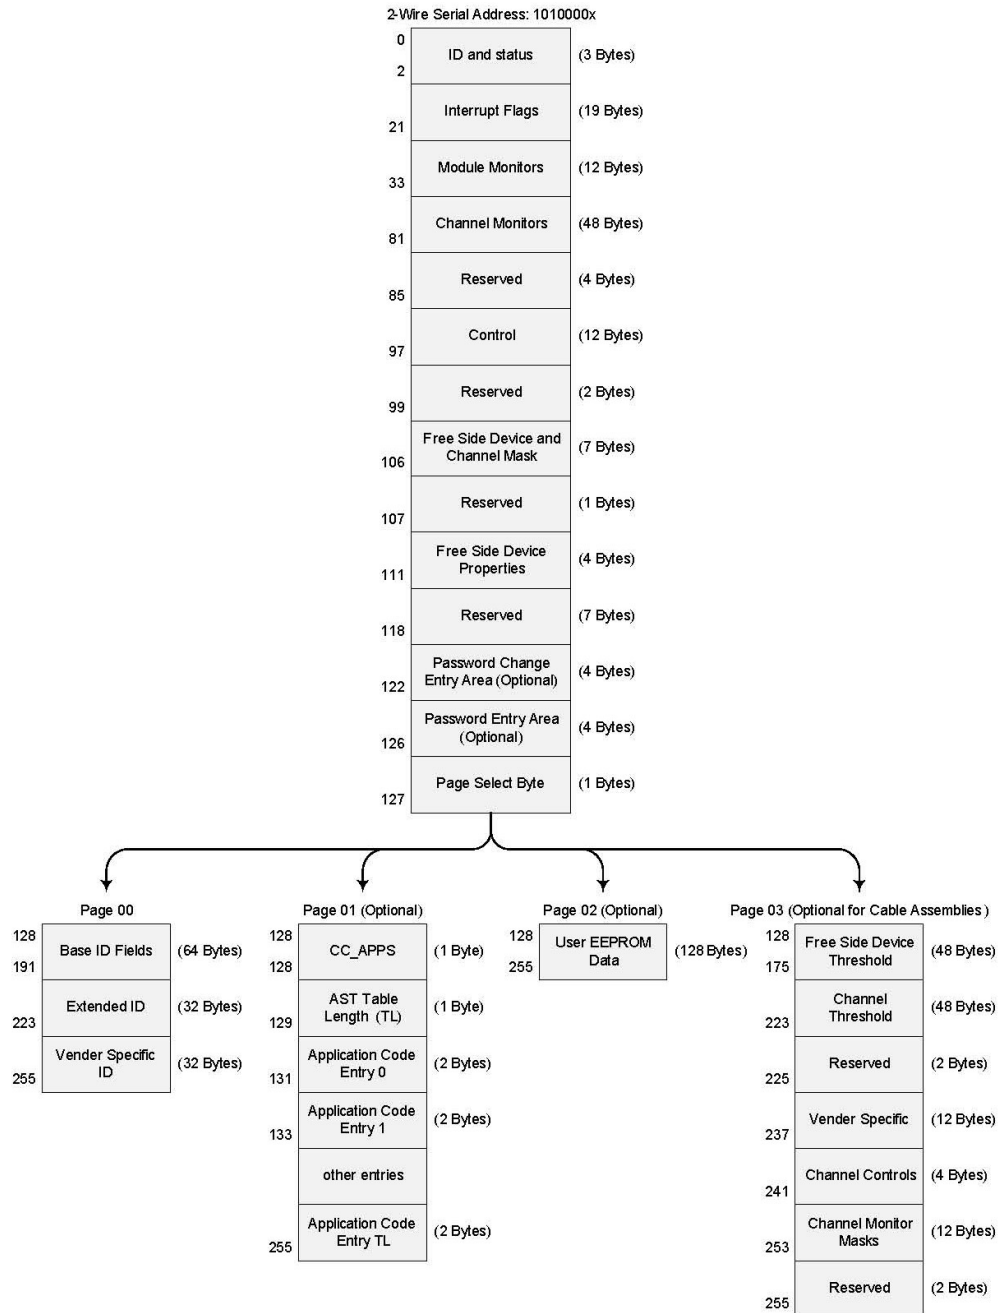 2-Wire Serial Address: 1010000x
0
ID and status
(3 Bytes)
2
Interrupt Flags
(19 Bytes)
21
Module Monitors
(12 Bytes)
33
Channel Monitors
(48 Bytes)
81
Reserved
(4 Bytes)
85
Control
(12 Bytes)
97
Reserved
(2 Bytes)
99
Free Side Device and
Channel Mask
(7 Bytes)
106
Reserved
(1 Bytes)
107
Free Side Device
Properties
(4 Bytes)
111
Reserved
(7 Bytes)
118
Password Change
Entry Area (Optional)
(4 Bytes)
122
Password Entry Area
(Optional)
(4 Bytes)
126
Page Select Byte
(1 Bytes)
127
Page 00
128
Base ID Fields
(64 Bytes)
191
Extended ID
(32 Bytes)
223
Vender Specific
ID
(32 Bytes)
255
Page 01 (Optional)
128
CC_APPS
(1 Byte)
128
AST Table
Length (TL)
(1 Byte)
129
Application Code
Entry 0
(2 Bytes)
131
Application Code
Entry 1
(2 Bytes)
133
other entries
Application Code
Entry TL
(2 Bytes)
255
Page 02 (Optional)
128
User EEPROM
Data
(128 Bytes)
255
Page 03 (Optional for Cable Assemblies )
128
Free Side Device
Threshold
(48 Bytes)
175
Channel
Threshold
(48 Bytes)
223
Reserved
(2 Bytes)
225
Vender Specific
(12 Bytes)
237
Channel Controls
(4 Bytes)
241
Channel Monitor
Masks
(12 Bytes)
253
Reserved
(2 Bytes)
255